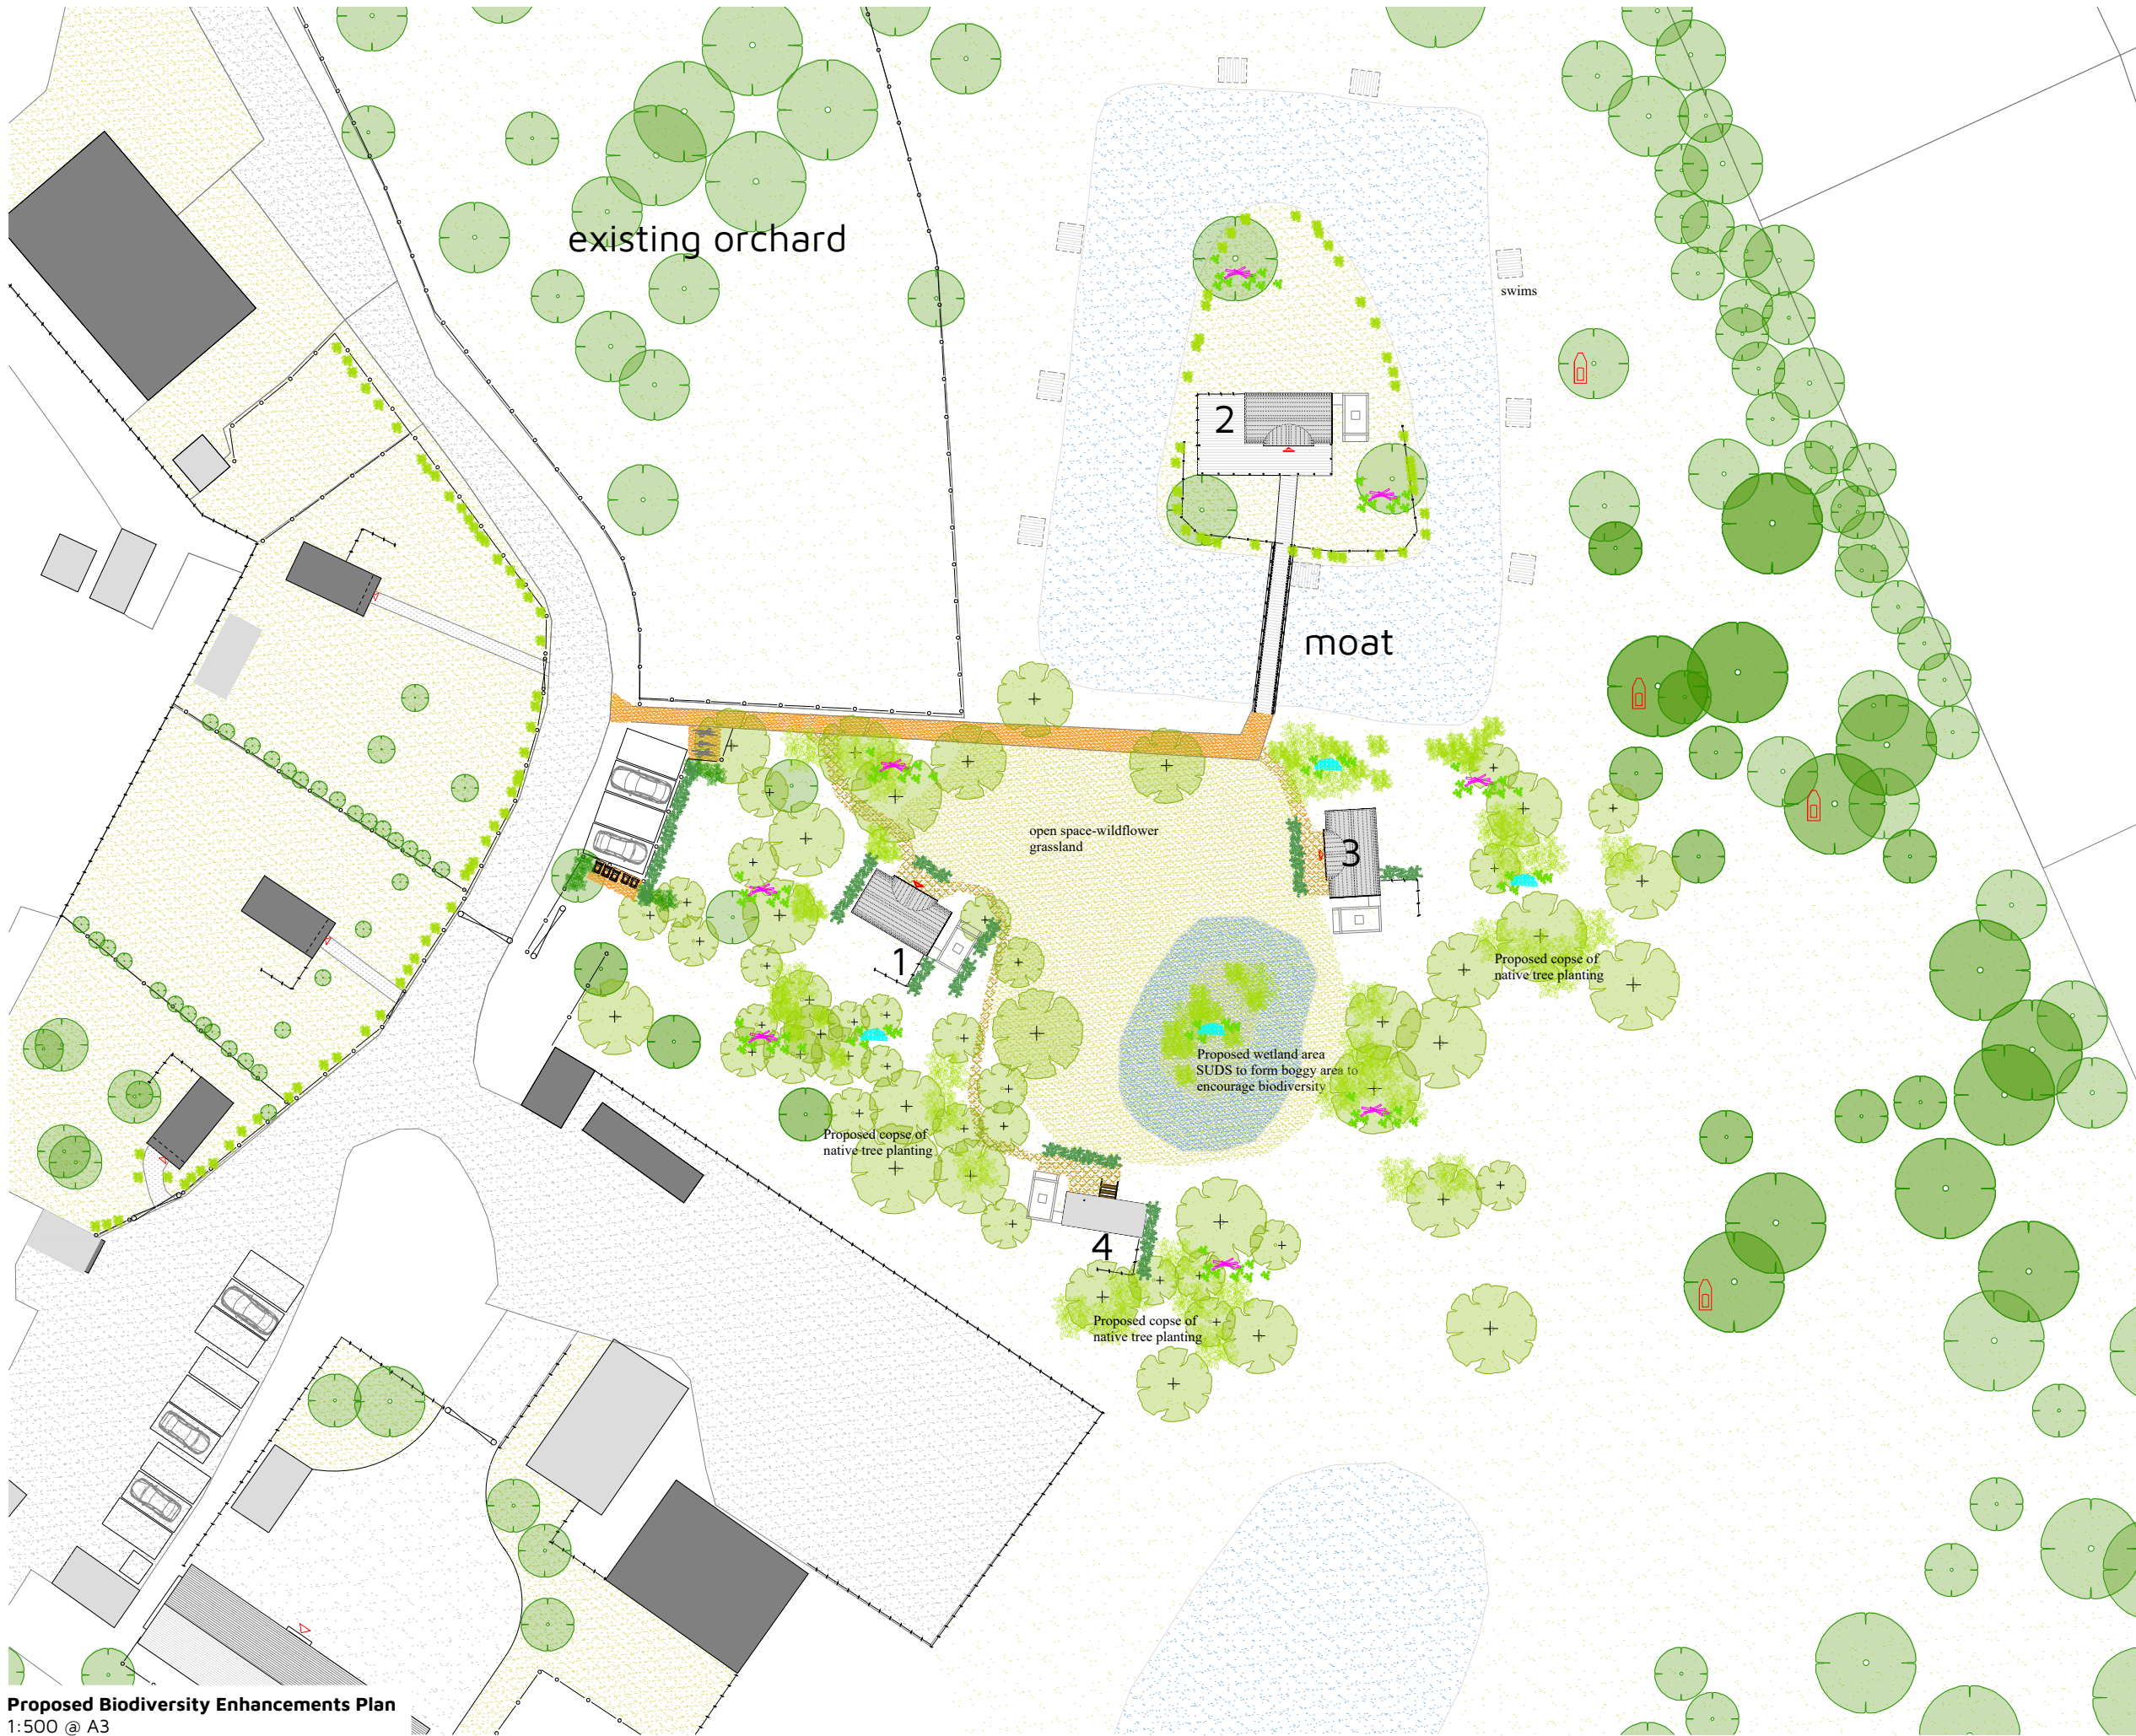 existing orchard
swims
2
moat
open space-wildflower
grassland
3
1
Proposed copse of
native tree planting
Proposed wetland area
SUDS to form boggy area to
encourage biodiversity
Proposed copse of
native tree planting
4
Proposed copse of
native tree planting
Proposed Biodiversity Enhancements Plan
1:500 @ A3